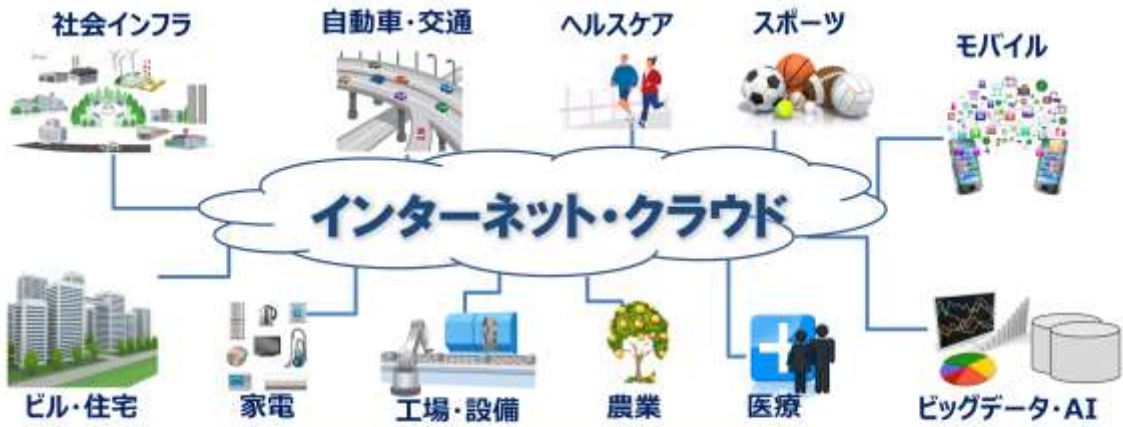 社会インフラ
自動車・交通
ヘルスケア
スポーツ
モバイル
インターネット・クラウド
ビル・住宅
家電
工場・設備
農業
医療
ビッグデータ・AI